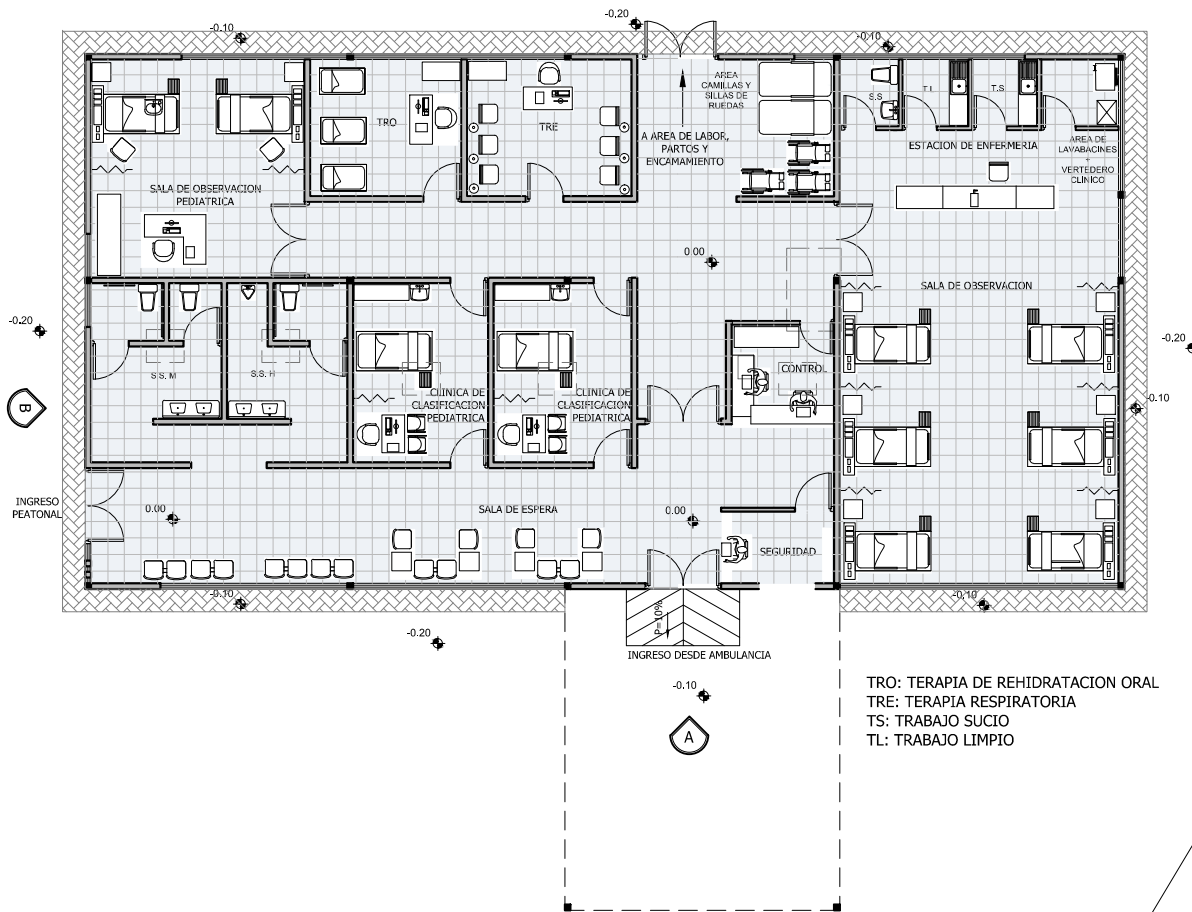 -0.20
-0.10
-0.10
AREA
CAMILLAS Y
SILLAS DE
RUEDAS
S.S
T.L
T.S
TRO
TRE
A AREA DE LABOR,
PARTOS Y
ENCAMAMIENTO
ESTACION DE ENFERMERIA
AREA DE
LAVABACINES
+
VERTEDERO
CLINICO
SALA DE OBSERVACION
PEDIATRICA
0.00
SALA DE OBSERVACION
-0.20
-0.20
S.S. M
S.S. H
CONTROL
CLINICA DE
CLASIFICACION
PEDIATRICA
CLINICA DE
CLASIFICACION
PEDIATRICA
B
-0.10
INGRESO
PEATONAL
0.00
SALA DE ESPERA
0.00
SEGURIDAD
-0.10
-0.10
P=10%
-0.20
INGRESO DESDE AMBULANCIA
-0.10
A
TRO: TERAPIA DE REHIDRATACION ORAL
TRE: TERAPIA RESPIRATORIA
TS: TRABAJO SUCIO
TL: TRABAJO LIMPIO